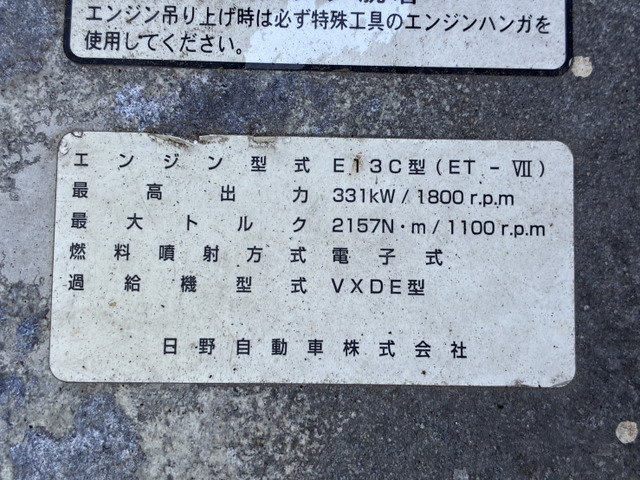 エンジン吊り上げ時は必ず特殊工具のエンジンハンガを
使用してください。
エンジン型式 E13C型(ET-Ⅶ)
最高出力 331kW/1800r.p.m
最大トルク 2157N・m/1100r.p.m
燃料噴射方式 電子式
過給機型式 VXDE型
日野自動車株式会社